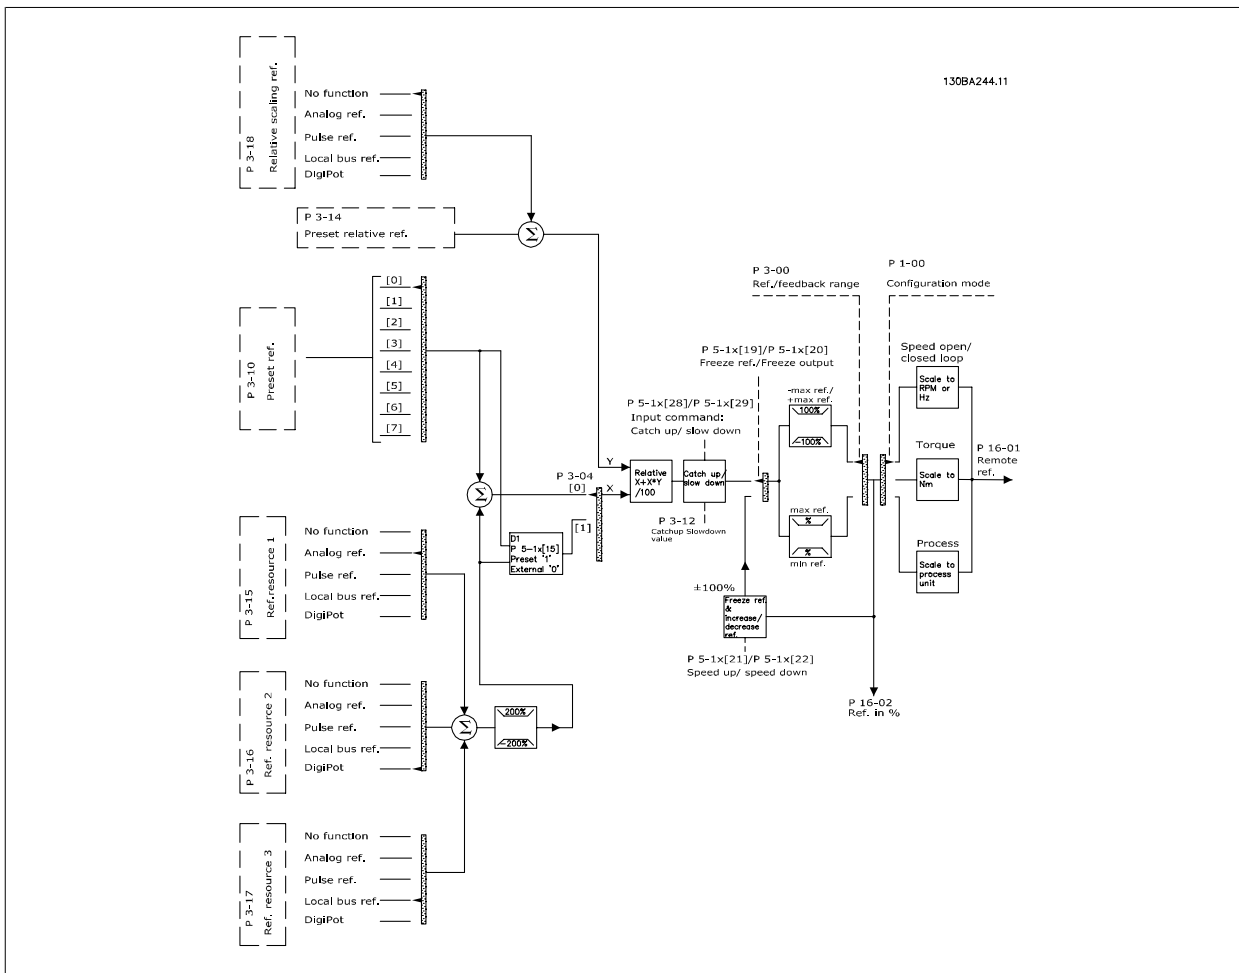 130BA244.11
P 3-18
Relative scaling ref.
No function
Analog ref.
Pulse ref.
Local bus ref.
DigiPot
P 3-14
Preset relative ref.
Σ
P 3-10
Preset ref.
[0]
[1]
[2]
[3]
[4]
[5]
[6]
[7]
Σ
P 3-04
[0]
[1]
D1
P 5-1x[15]
Preset '1'
External '0'
Y
X
Relative
X+X*Y
/100
P 5-1x[28]/P 5-1x[29]
Input command:
Catch up/ slow down
Catch up/
slow down
P 3-12
Catchup Slowdown
value
P 5-1x[19]/P 5-1x[20]
Freeze ref./Freeze output
P 3-00
Ref./feedback range
P 1-00
Configuration mode
-max ref./
+max ref.
100%
-100%
max ref.
%
%
min ref.
Speed open/
closed loop
Scale to
RPM or
Hz
Torque
Scale to
Nm
Process
Scale to
process
unit
P 16-01
Remote
ref.
±100%
Freeze ref.
&
increase/
decrease
ref.
P 5-1x[21]/P 5-1x[22]
Speed up/ speed down
P 16-02
Ref. in %
P 3-15
Ref.resource 1
No function
Analog ref.
Pulse ref.
Local bus ref.
DigiPot
P 3-16
Ref. resource 2
No function
Analog ref.
Pulse ref.
Local bus ref.
DigiPot
Σ
200%
-200%
P 3-17
Ref. resource 3
No function
Analog ref.
Pulse ref.
Local bus ref.
DigiPot